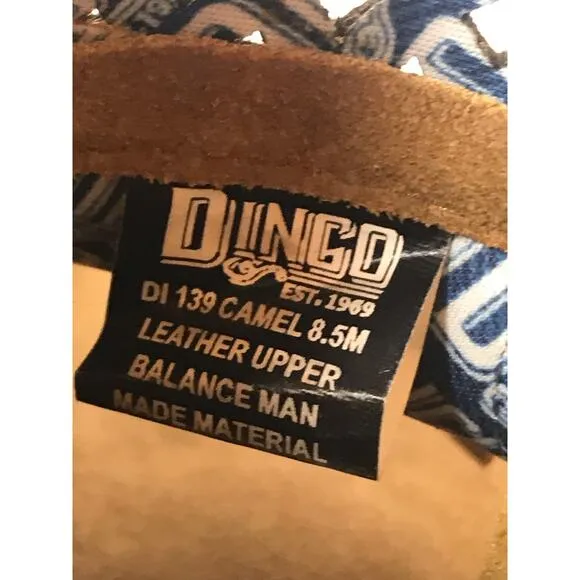 DINGO
EST. 1969
DI 139 CAMEL 8.5M
LEATHER UPPER
BALANCE MAN
MADE MATERIAL